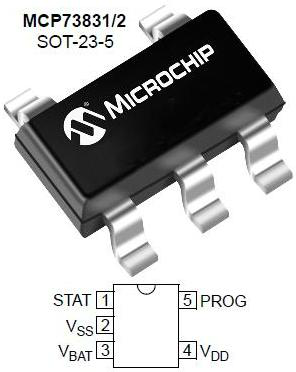 MCP73831/2
SOT-23-5
MICROCHIP
STAT 1 5 PROG
VSS 2
VBAT 3 4 VDD